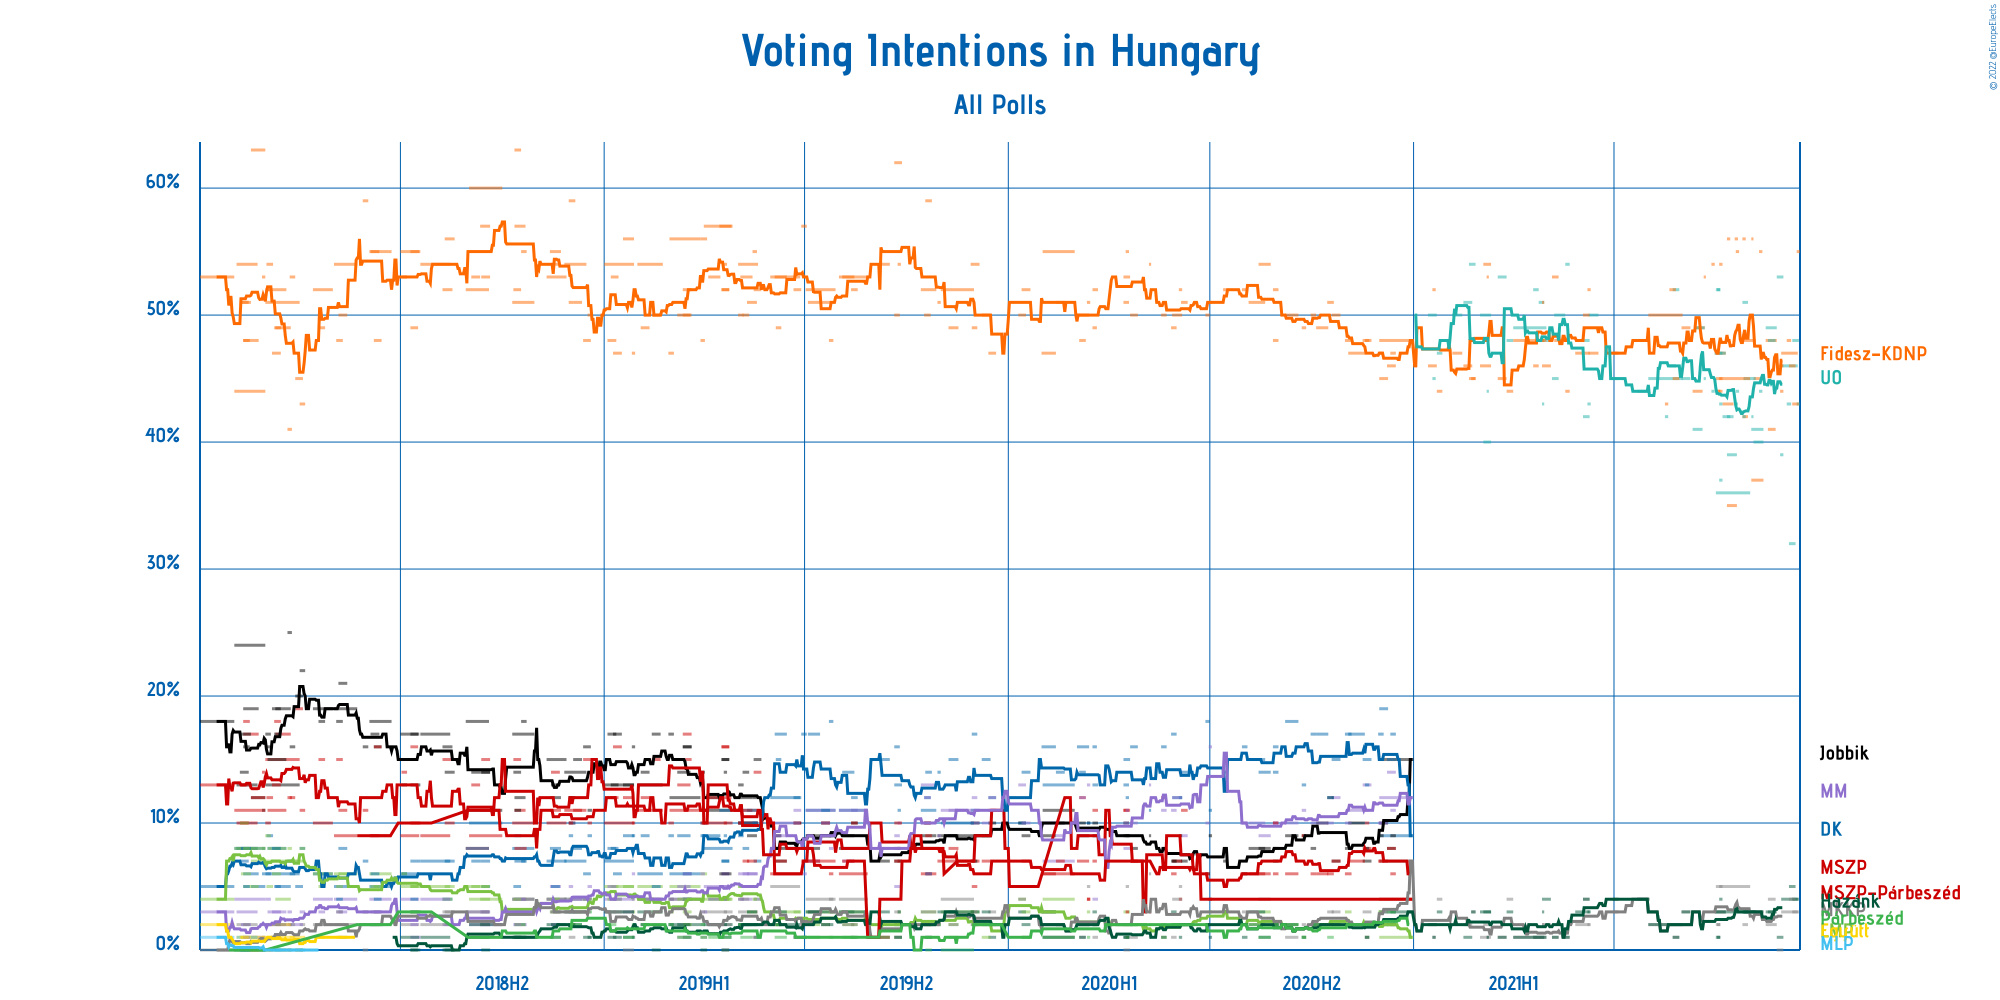 © 2022 @EuropeElects
Voting Intentions in Hungary
All Polls
60%
50%
40%
30%
20%
10%
0%
Fidesz-KDNP
UO
Jobbik
MM
DK
MSZP
MSZP-Párbeszéd
Párbeszéd
MLP
2018H2
2019H1
2019H2
2020H1
2020H2
2021H1